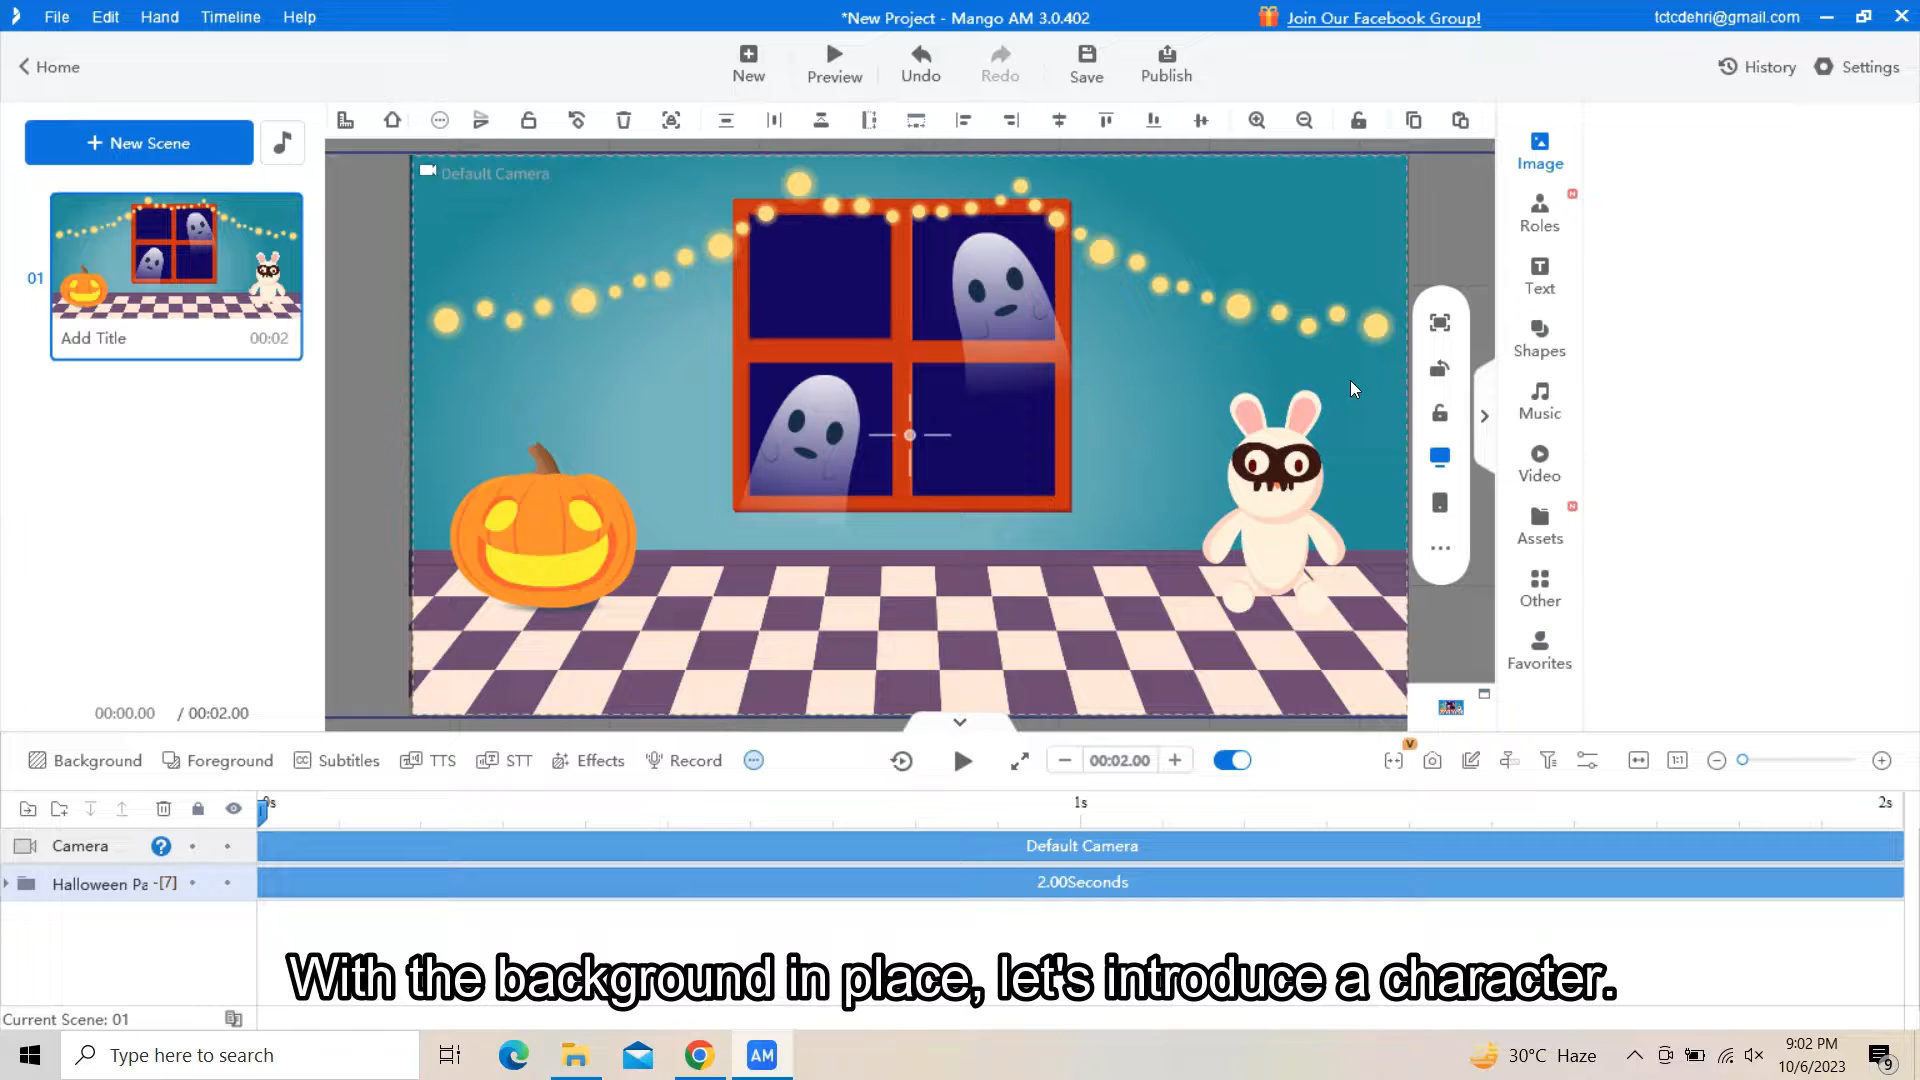 File Edit Hand Timeline Help
*New Project - Mango AM 3.0.402
Join Our Facebook Group!
tctcdehri@gmail.com
Home
New Preview Undo Redo Save Publish
History Settings
+ New Scene
Default Camera
Image
Roles
N
Text
Shapes
Music
Video
Assets
N
Other
Favorites
01
Add Title 00:02
00:00.00 / 00:02.00
Background Foreground CC Subtitles TTS STT Effects Record
00:02.00
V
1:1
0s 1s 2s
Camera ? Default Camera
Halloween Pa -[7] 2.00Seconds
With the background in place, let's introduce a character.
Current Scene: 01
Type here to search
AM
30°C Haze
9:02 PM
10/6/2023
9